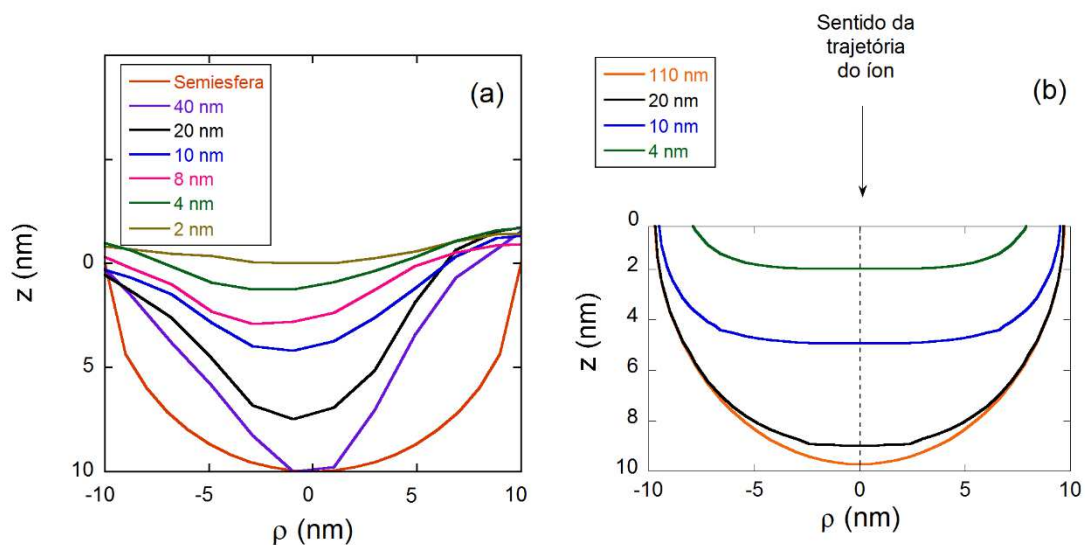 (a)
Semiesfera
40 nm
20 nm
10 nm
8 nm
4 nm
2 nm
z (nm)
0
5
10
-10
-5
0
5
10
ρ (nm)
Sentido da
trajetória
do íon
(b)
110 nm
20 nm
10 nm
4 nm
z (nm)
0
2
4
6
8
10
-10
-5
0
5
10
ρ (nm)